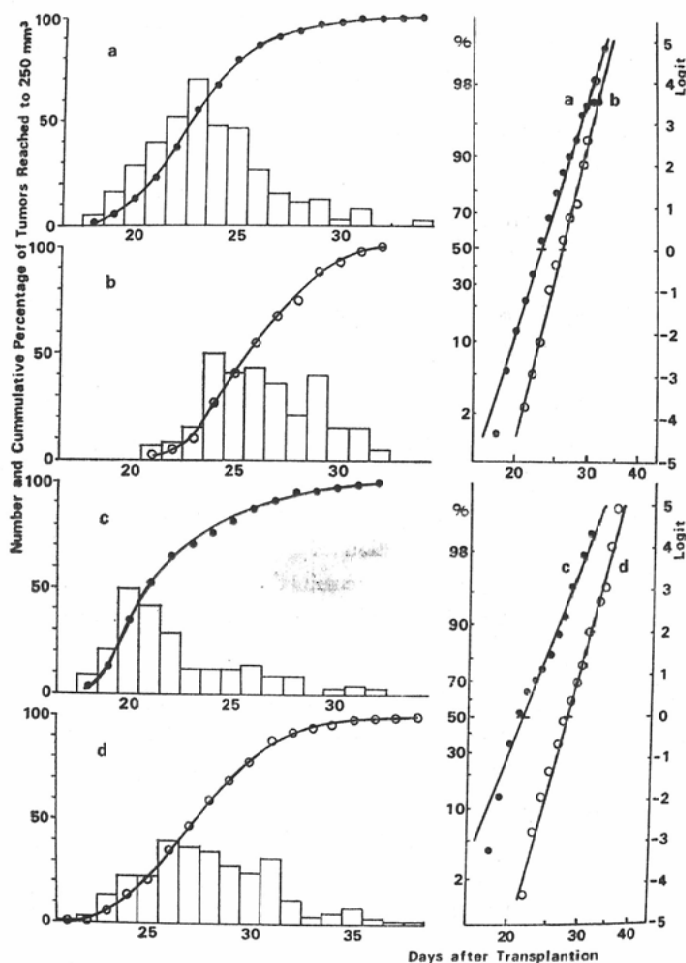 Number and Cummulative Percentage of Tumors Reached to 250 mm³
100
a
50
0
20 25 30
100
b
50
0
20 25 30
100
c
50
0
20 25 30
100
d
50
0
25 30 35
%
98
90
70
50
30
10
2
a
b
20 30 40
5
4
3
2
1
0
-1
-2
-3
-4
-5
Logit
%
98
90
70
50
30
10
2
c
d
20 30 40
5
4
3
2
1
0
-1
-2
-3
-4
-5
Logit
Days after Transplantion